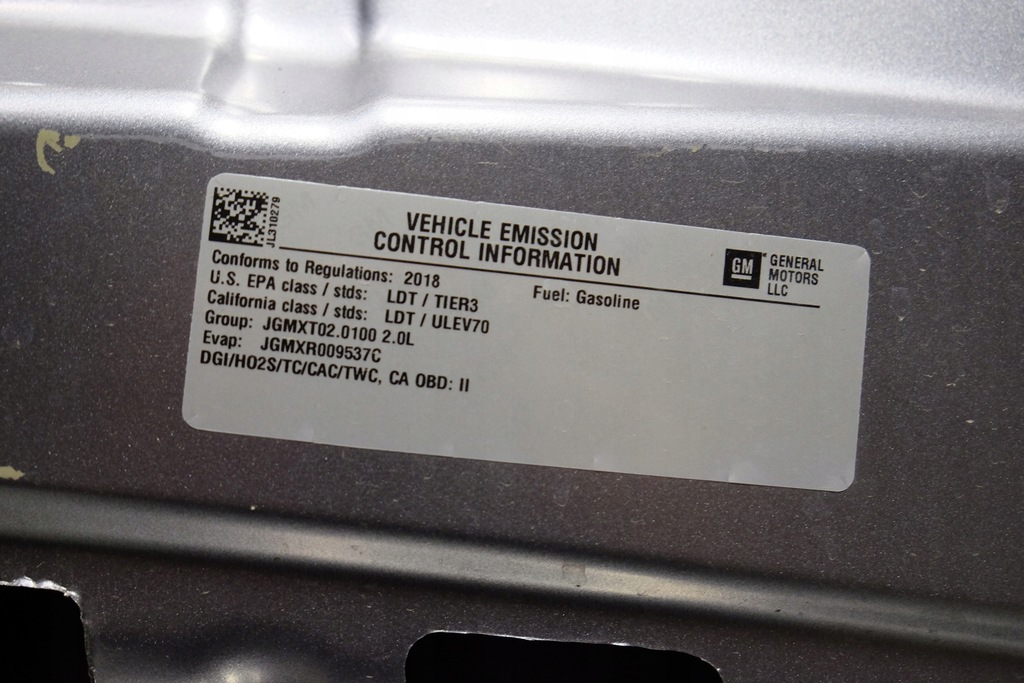 JL310279
VEHICLE EMISSION
CONTROL INFORMATION
GM
GENERAL
MOTORS
LLC
Conforms to Regulations: 2018
Fuel: Gasoline
U.S. EPA class / stds: LDT / TIER3
California class / stds: LDT / ULEV70
Group: JGMXT02.0100 2.0L
Evap: JGMXR009537C
DGI/HO2S/TC/CAC/TWC, CA OBD: II